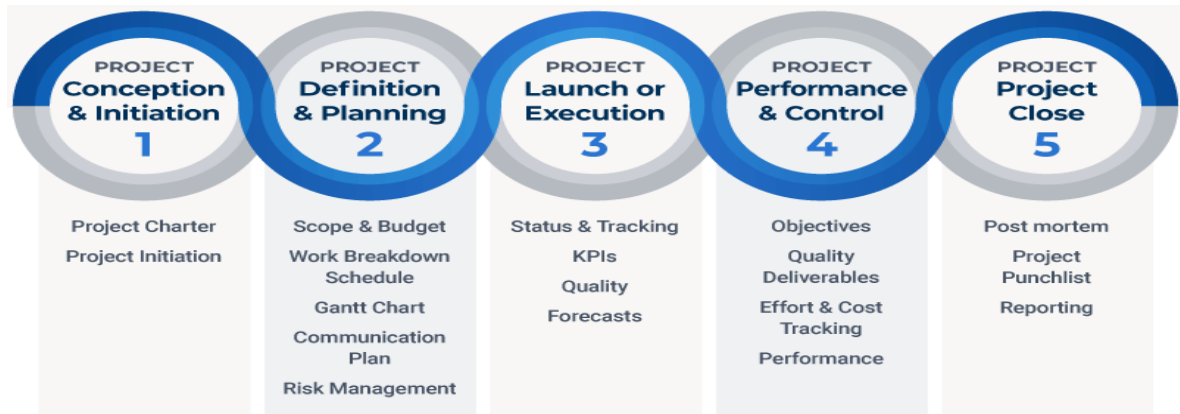 PROJECT
Conception
& Initiation
1
Project Charter
Project Initiation
PROJECT
Definition
& Planning
2
Scope & Budget
Work Breakdown
Schedule
Gantt Chart
Communication
Plan
Risk Management
PROJECT
Launch or
Execution
3
Status & Tracking
KPIs
Quality
Forecasts
PROJECT
Performance
& Control
4
Objectives
Quality
Deliverables
Effort & Cost
Tracking
Performance
PROJECT
Project
Close
5
Post mortem
Project
Punchlist
Reporting